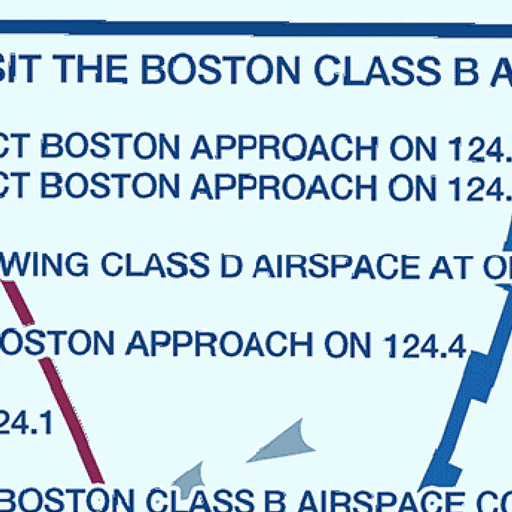 SIT THE BOSTON CLASS B A
CT BOSTON APPROACH ON 124.
CT BOSTON APPROACH ON 124.
WING CLASS D AIRSPACE AT O
OSTON APPROACH ON 124.4
24.1
BOSTON CLASS B AIRSPACE CO